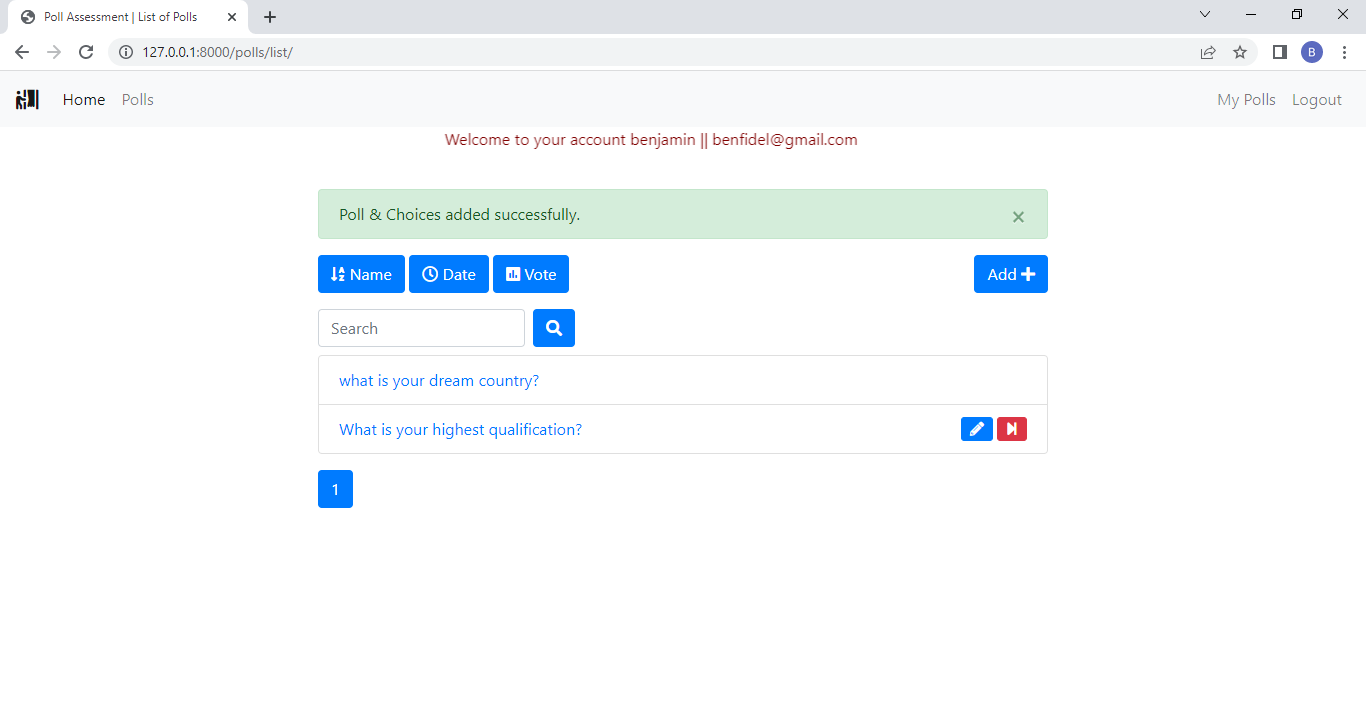 Poll Assessment | List of Polls
127.0.0.1:8000/polls/list/
B
Home Polls My Polls Logout
Welcome to your account benjamin || benfidel@gmail.com
Poll & Choices added successfully. ×
Name Date Vote Add
Search
what is your dream country?
What is your highest qualification?
1